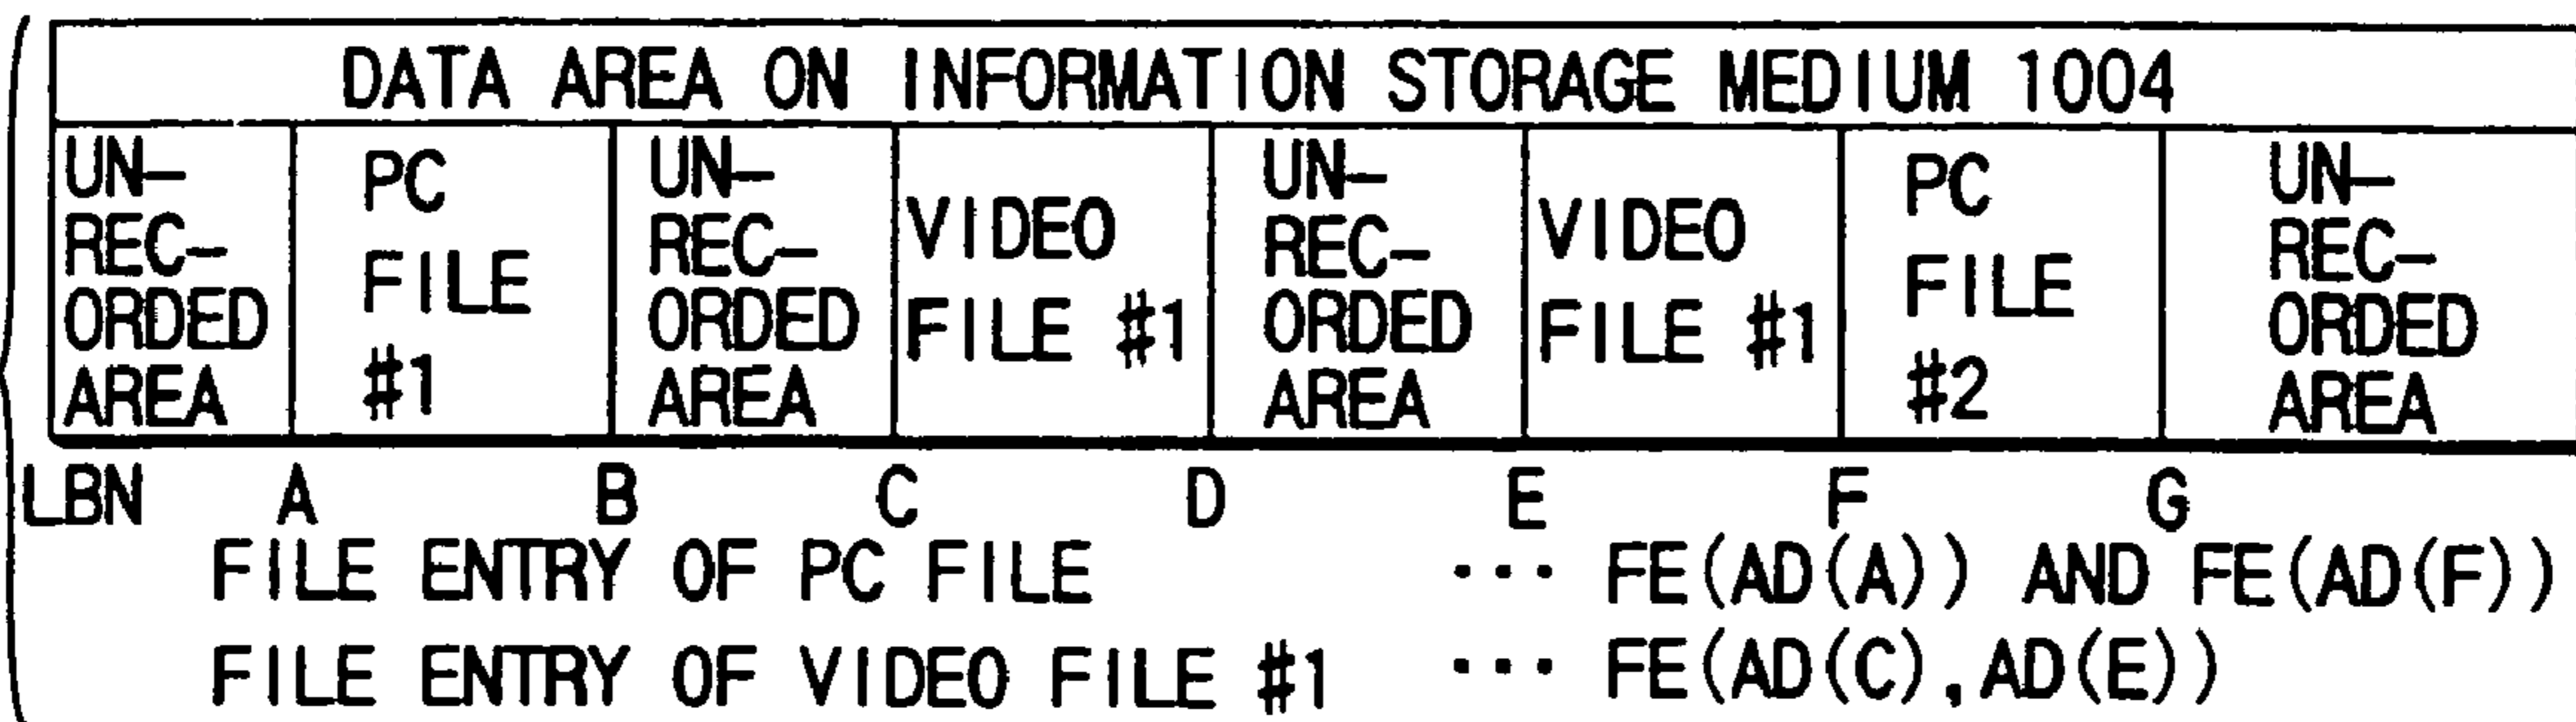 DATA AREA ON INFORMATION STORAGE MEDIUM 1004
UN-
REC-
ORDED
AREA
PC
FILE
#1
UN-
REC-
ORDED
AREA
VIDEO
FILE #1
UN-
REC-
ORDED
AREA
VIDEO
FILE #1
PC
FILE
#2
UN-
REC-
ORDED
AREA
LBN A B C D E F G
FILE ENTRY OF PC FILE ··· FE(AD(A)) AND FE(AD(F))
FILE ENTRY OF VIDEO FILE #1 ··· FE(AD(C),AD(E))